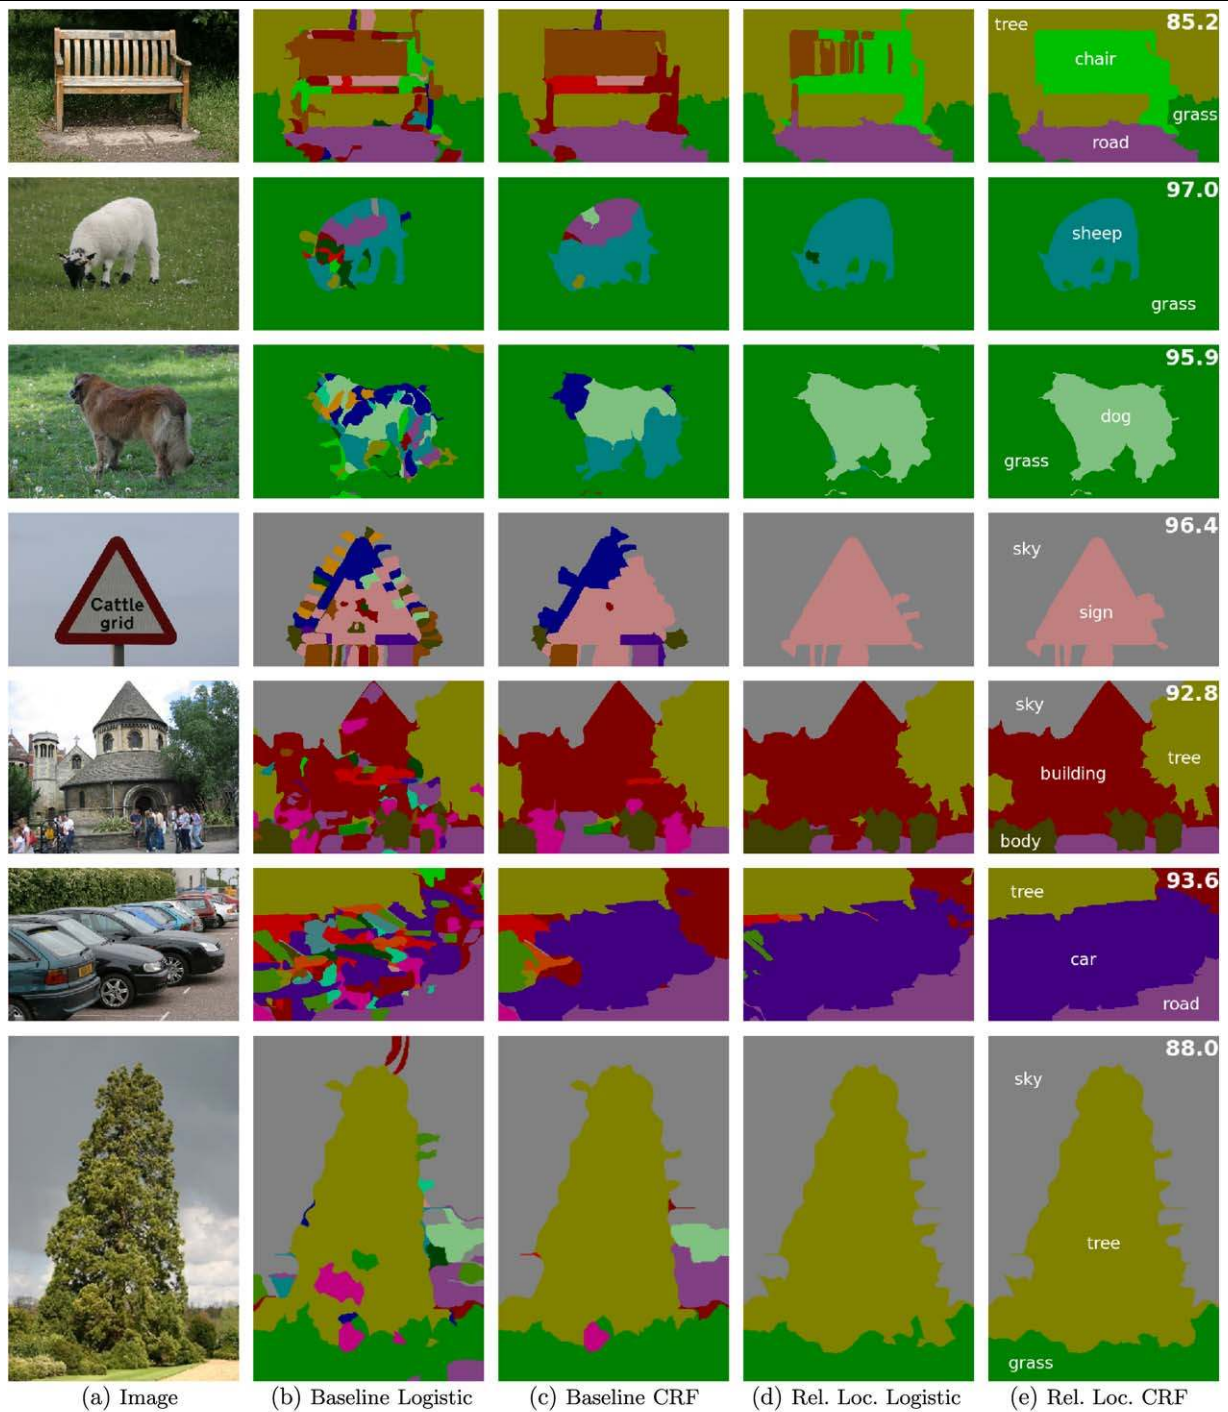 85.2
tree
chair
grass
road
97.0
sheep
grass
95.9
dog
grass
96.4
sky
Cattle
grid
sign
92.8
sky
building
tree
body
93.6
tree
car
road
88.0
sky
tree
grass
(a) Image (b) Baseline Logistic (c) Baseline CRF (d) Rel. Loc. Logistic (e) Rel. Loc. CRF